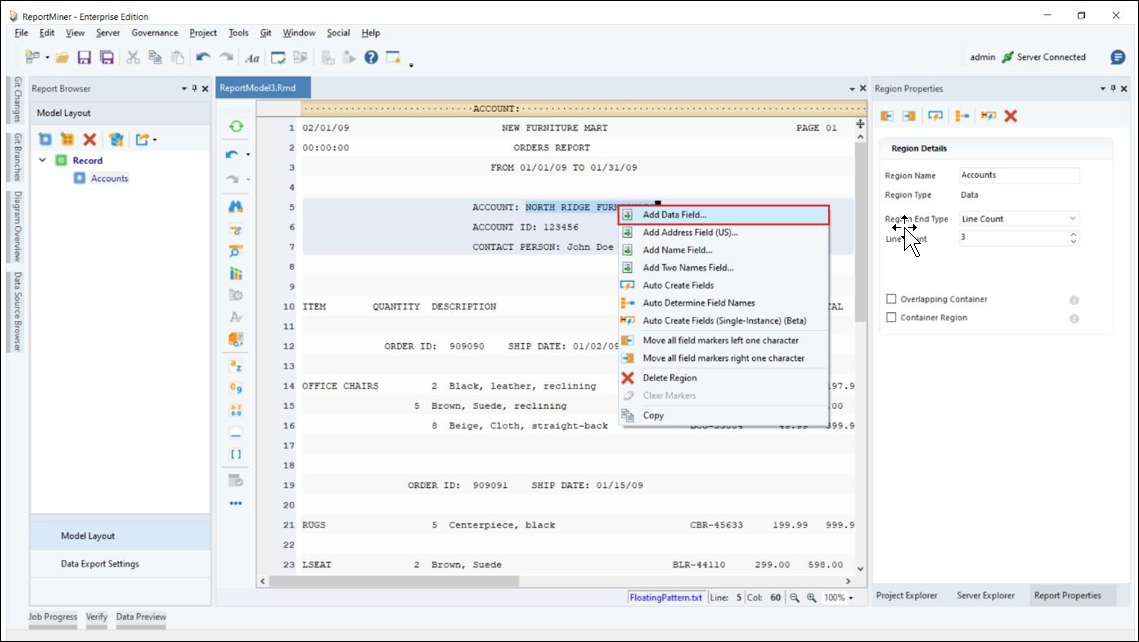 ReportMiner - Enterprise Edition
File Edit View Server Governance Project Tools Git Window Social Help
admin Server Connected
Git Changes
Git Branches
Diagram Overview
Data Source Browser
Report Browser
Model Layout
Record
Accounts
Model Layout
Data Export Settings
Job Progress Verify Data Preview
ReportModel3.Rmd
ACCOUNT:
1 02/01/09 NEW FURNITURE MART PAGE 01
2 00:00:00 ORDERS REPORT
3 FROM 01/01/09 TO 01/31/09
4
5 ACCOUNT: NORTH RIDGE
6 ACCOUNT ID: 123456
7 CONTACT PERSON: John Doe
8
9
10 ITEM QUANTITY DESCRIPTION
11
12 ORDER ID: 909090 SHIP DATE: 01/02/09
13
14 OFFICE CHAIRS 2 Black, leather, reclining
15 5 Brown, Suede, reclining
16 8 Beige, Cloth, straight-back
17
18
19 ORDER ID: 909091 SHIP DATE: 01/15/09
20
21 RUGS 5 Centerpiece, black CBR-45633 199.99 999.9
22
23 LSEAT 2 Brown, Suede BLR-44110 299.00 598.00
Add Data Field...
Add Address Field (US)...
Add Name Field...
Add Two Names Field...
Auto Create Fields
Auto Determine Field Names
Auto Create Fields (Single-Instance) (Beta)
Move all field markers left one character
Move all field markers right one character
Delete Region
Clear Markers
Copy
FloatingPattern.txt Line: 5 Col: 60 100%
Region Properties
Region Details
Region Name Accounts
Region Type Data
Region End Type Line Count
3
Overlapping Container
Container Region
Project Explorer Server Explorer Report Properties